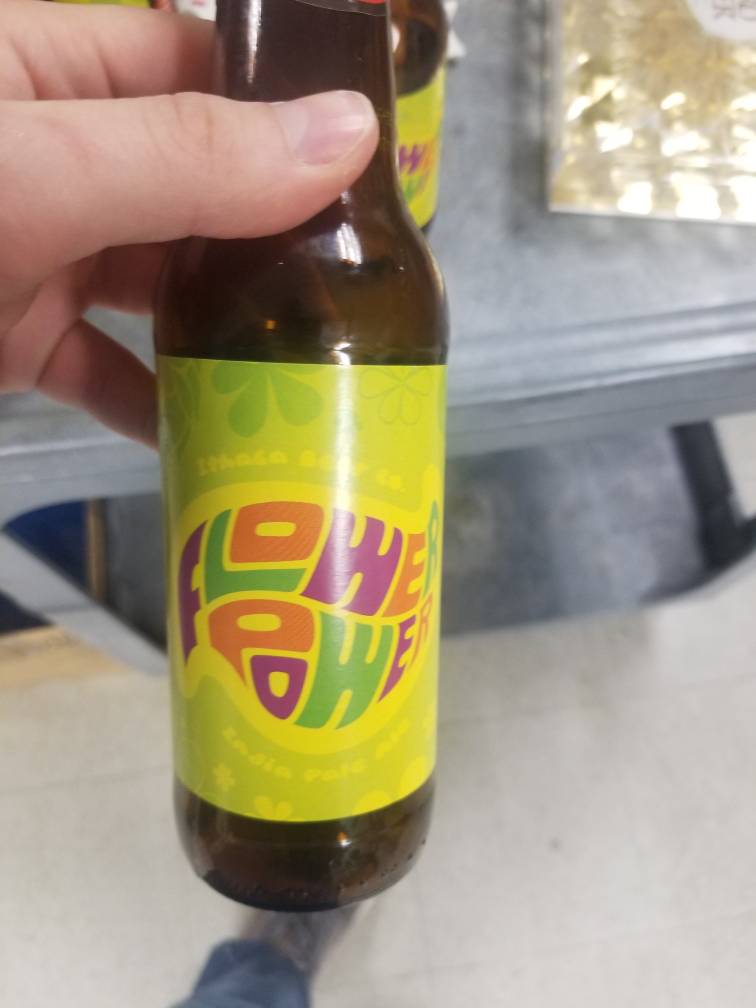 Ithaca Beer Co.
FLOWER
POWER
India Pale Ale